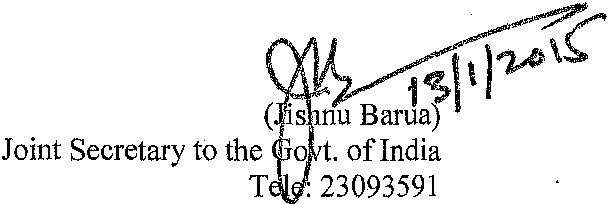 13/1/2015
(Jishnu Barua)
Joint Secretary to the Govt. of India
Tele: 23093591